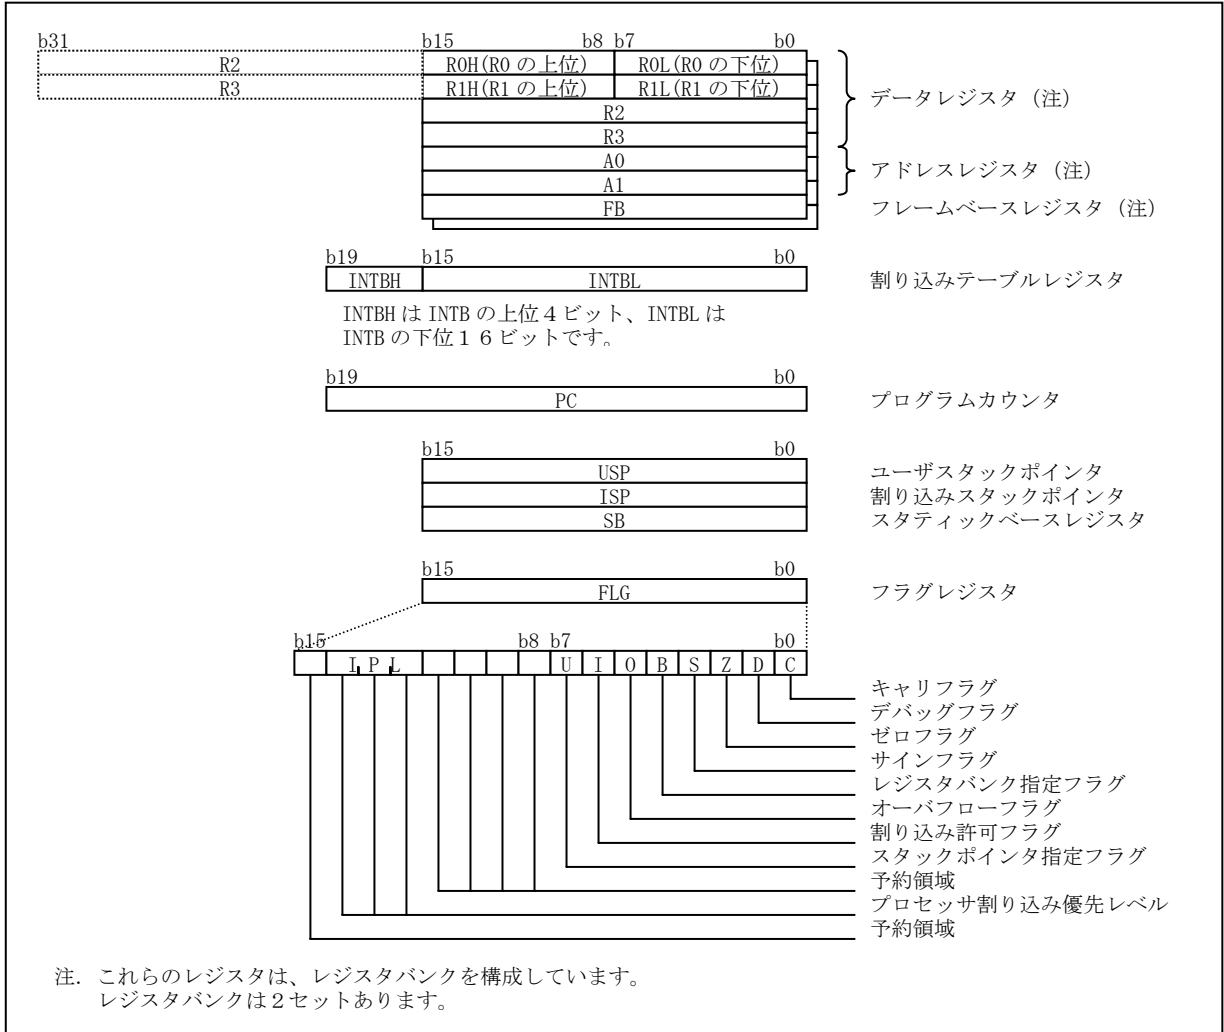 b31 b15 b8 b7 b0
R2 R0H(R0 の上位) R0L(R0 の下位)
R3 R1H(R1 の上位) R1L(R1 の下位)
R2
データレジスタ（注）
R3
A0
アドレスレジスタ（注）
A1
FB フレームベースレジスタ（注）
b19 b15 b0
INTBH INTBL 割り込みテーブルレジスタ
INTBH は INTB の上位４ビット、INTBL は
INTB の下位１６ビットです。
b19 b0
PC プログラムカウンタ
b15 b0
USP ユーザスタックポインタ
ISP 割り込みスタックポインタ
SB スタティックベースレジスタ
b15 b0
FLG フラグレジスタ
b15 b8 b7 b0
IPL U I O B S Z D C
キャリフラグ
デバッグフラグ
ゼロフラグ
サインフラグ
レジスタバンク指定フラグ
オーバフローフラグ
割り込み許可フラグ
スタックポインタ指定フラグ
予約領域
プロセッサ割り込み優先レベル
予約領域
注．これらのレジスタは、レジスタバンクを構成しています。
レジスタバンクは２セットあります。